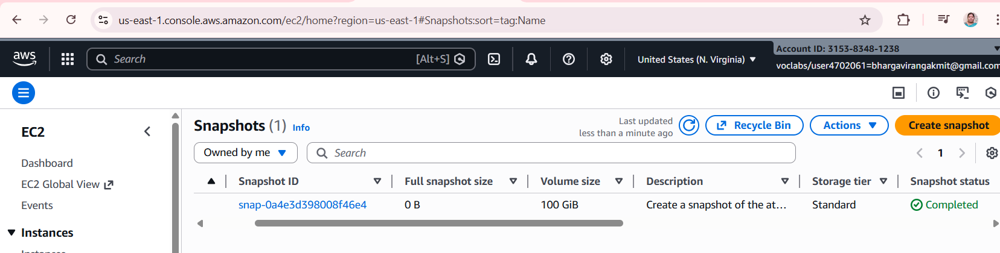 us-east-1.console.aws.amazon.com/ec2/home?region=us-east-1#Snapshots:sort=tag:Name
aws
Search
[Alt+S]
United States (N. Virginia)
Account ID: 3153-8348-1238
voclabs/user4702061=bhargavirangakmit@gmail.com
EC2
Dashboard
EC2 Global View
Events
Instances
Instances
Snapshots (1) Info
Last updated
less than a minute ago
Recycle Bin
Actions
Create snapshot
Owned by me
Search
1
Snapshot ID Full snapshot size Volume size Description Storage tier Snapshot status
snap-0a4e3d398008f46e4 0 B 100 GiB Create a snapshot of the at... Standard Completed